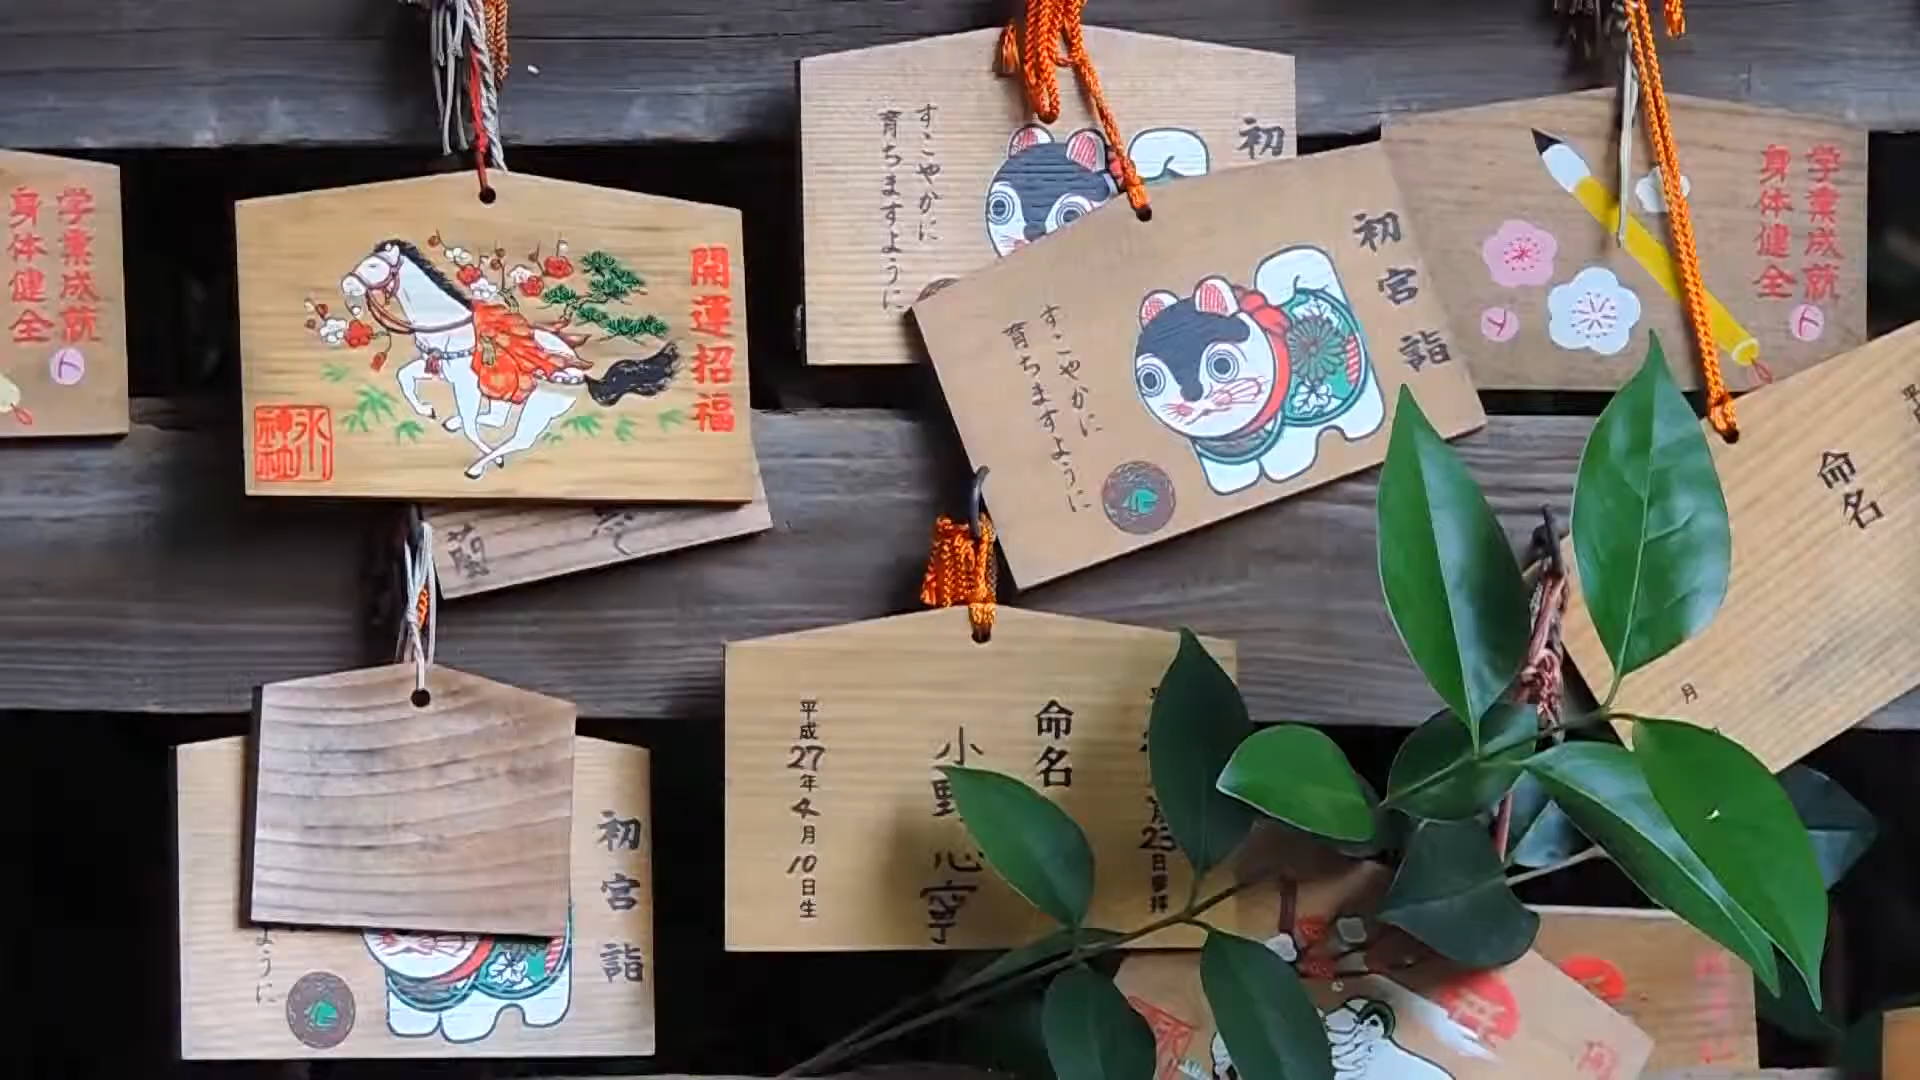 学業成就
身体健全
開運招福
氷川
神社
蘭
初
すこやかに
育ちますように
初宮詣
すこやかに
育ちますように
学業成就
身体健全
命名
月
命名
小野心寧
平成27年4月10日生
23日参拝
初宮詣
ように